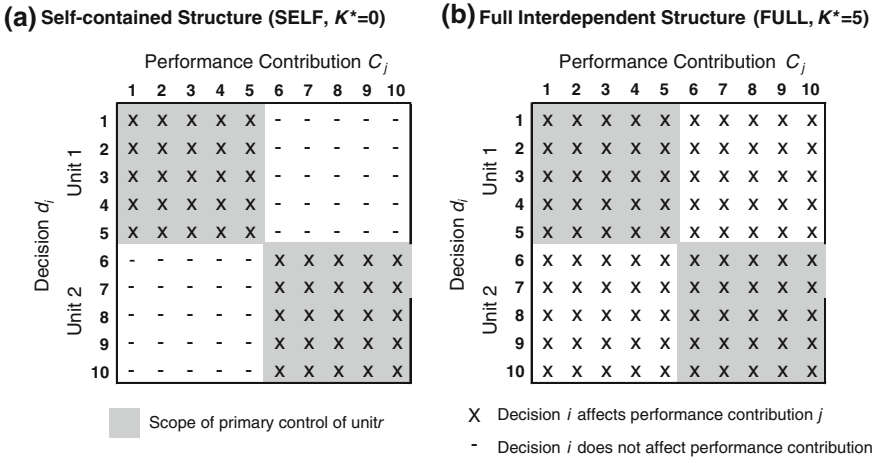 (a) Self-contained Structure (SELF, K*=0)
Performance Contribution C j
1 2 3 4 5 6 7 8 9 10
Decision d i
Unit 1
Unit 2
1 X X X X X - - - - -
2 X X X X X - - - - -
3 X X X X X - - - - -
4 X X X X X - - - - -
5 X X X X X - - - - -
6 - - - - - X X X X X
7 - - - - - X X X X X
8 - - - - - X X X X X
9 - - - - - X X X X X
10 - - - - - X X X X X
Scope of primary control of unitr
(b) Full Interdependent Structure (FULL, K*=5)
Performance Contribution C j
1 2 3 4 5 6 7 8 9 10
Decision d i
Unit 1
Unit 2
1 X X X X X X X X X X
2 X X X X X X X X X X
3 X X X X X X X X X X
4 X X X X X X X X X X
5 X X X X X X X X X X
6 X X X X X X X X X X
7 X X X X X X X X X X
8 X X X X X X X X X X
9 X X X X X X X X X X
10 X X X X X X X X X X
X Decision i affects performance contribution j
- Decision i does not affect performance contribution